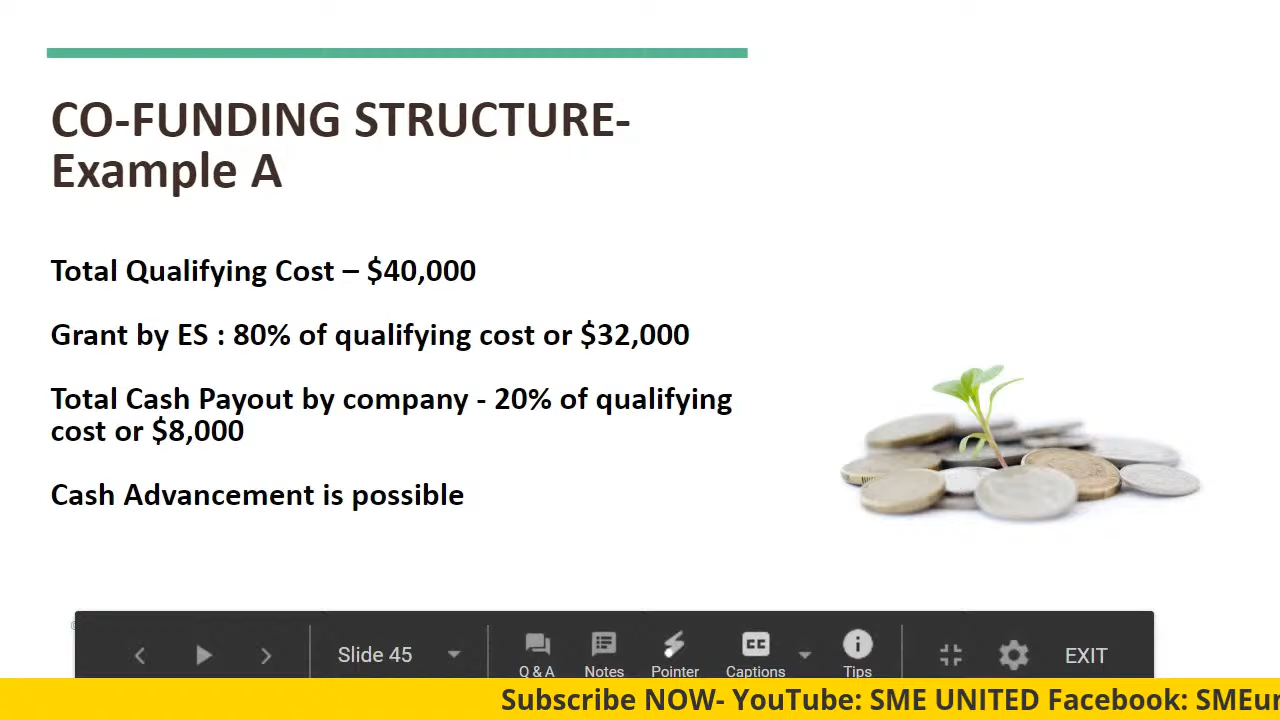 CO-FUNDING STRUCTURE-
Example A
Total Qualifying Cost – $40,000
Grant by ES : 80% of qualifying cost or $32,000
Total Cash Payout by company - 20% of qualifying
cost or $8,000
Cash Advancement is possible
Slide 45
Q & A
Notes
Pointer
CC
Captions
Tips
EXIT
Subscribe NOW- YouTube: SME UNITED Facebook: SMEun